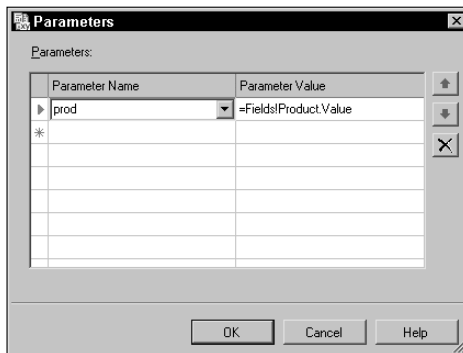 Parameters
Parameters:
Parameter Name Parameter Value
prod =Fields!Product.Value
OK Cancel Help